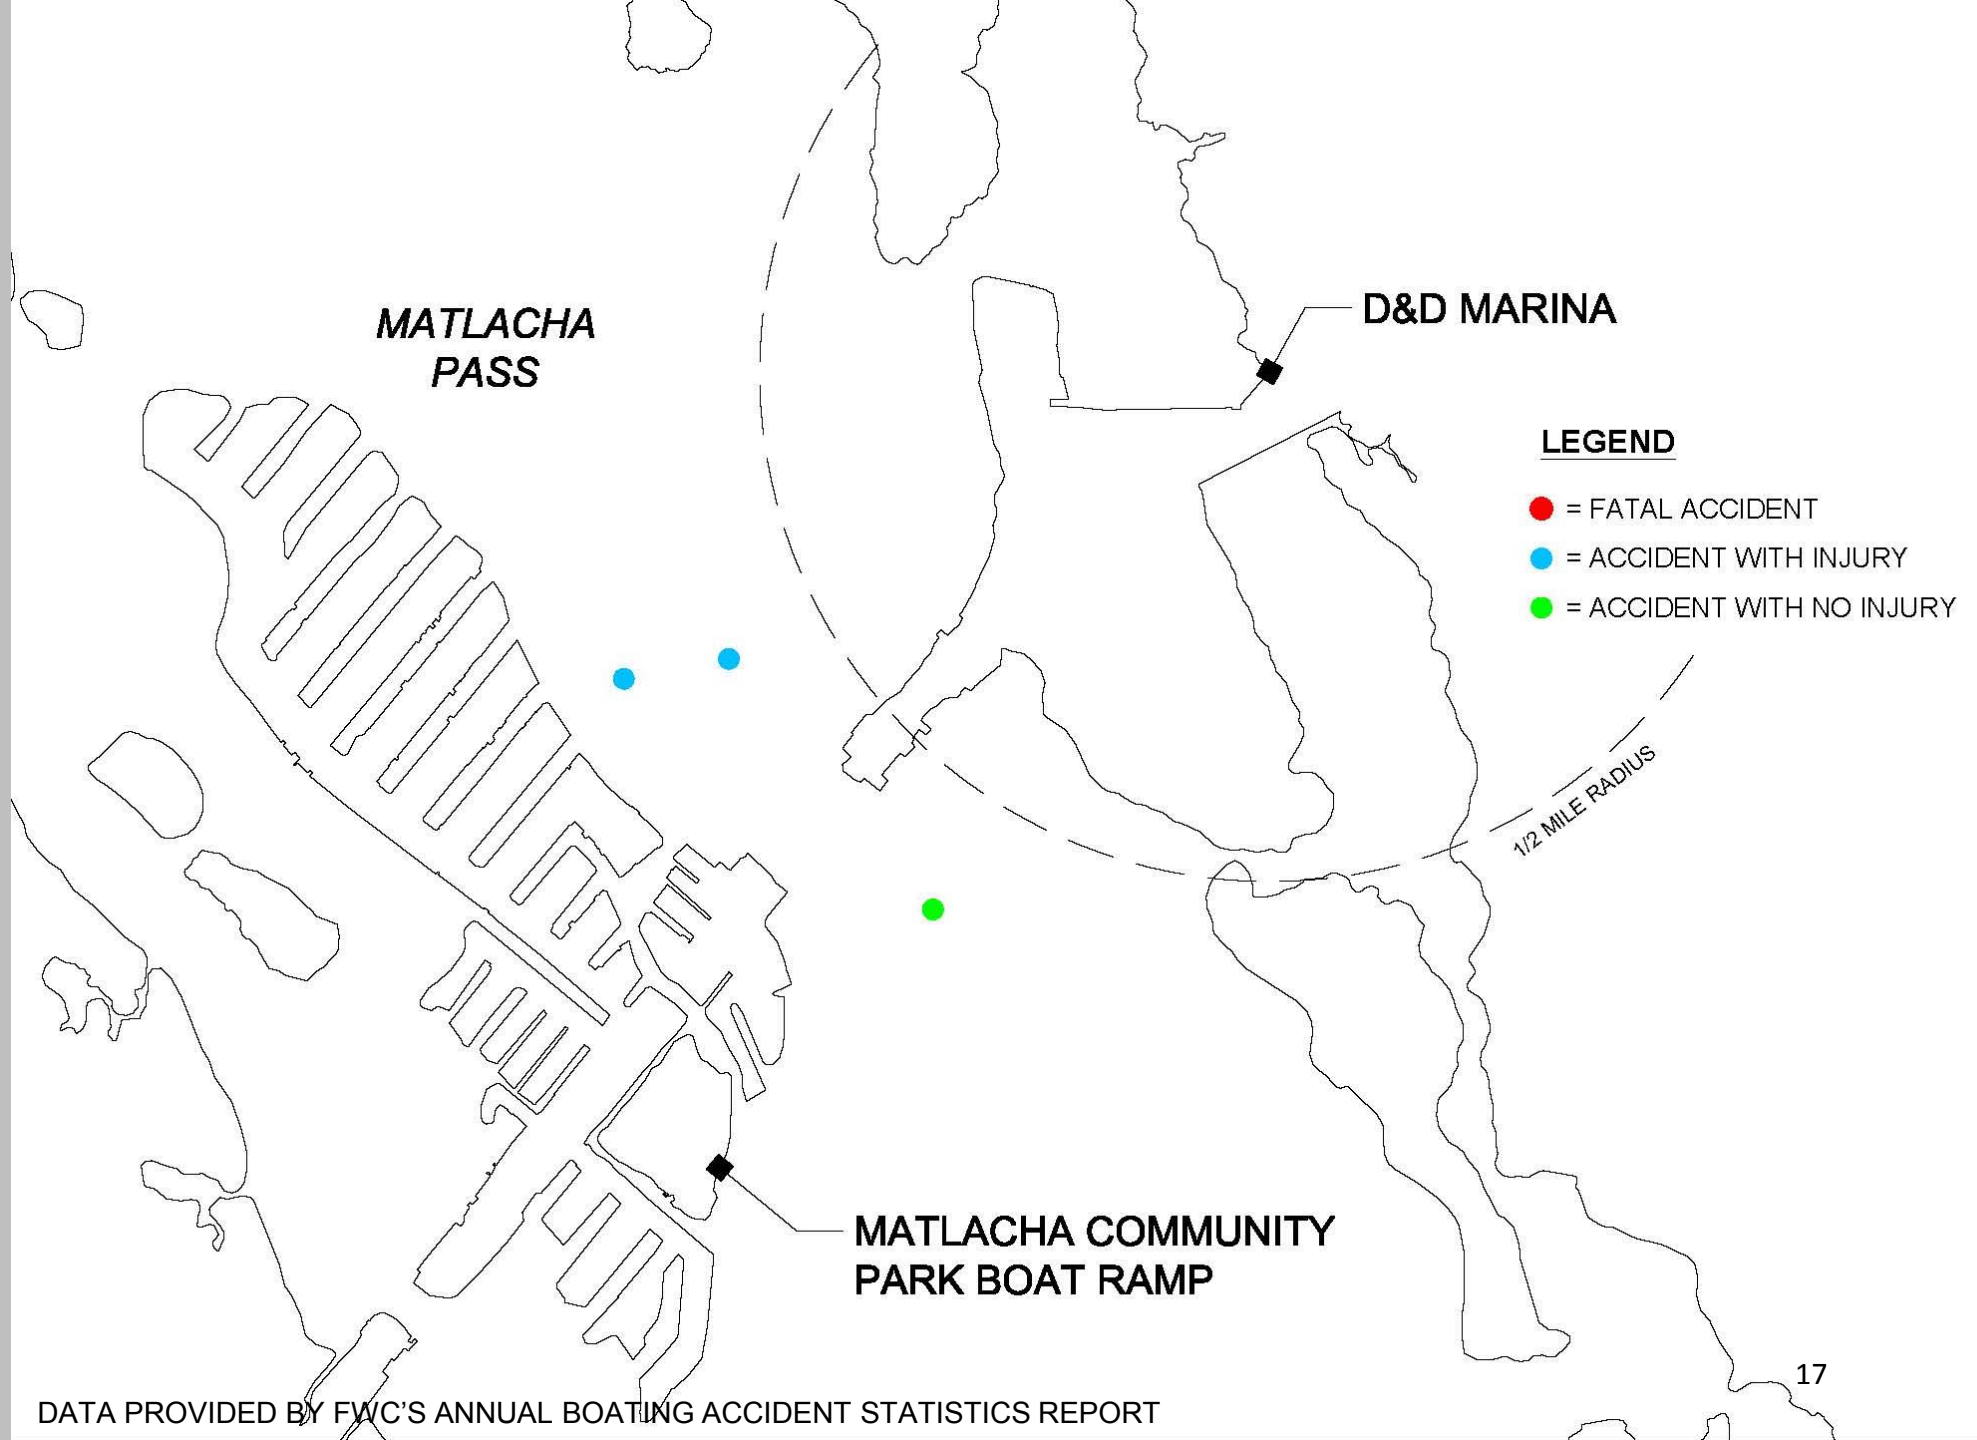 MATLACHA
PASS
D&D MARINA
LEGEND
= FATAL ACCIDENT
= ACCIDENT WITH INJURY
= ACCIDENT WITH NO INJURY
1/2 MILE RADIUS
MATLACHA COMMUNITY
PARK BOAT RAMP
17
DATA PROVIDED BY FWC’S ANNUAL BOATING ACCIDENT STATISTICS REPORT